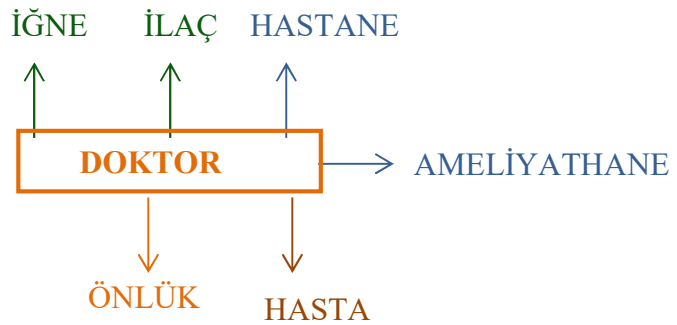 İĞNE İLAÇ HASTANE
DOKTOR
AMELİYATHANE
ÖNLÜK
HASTA